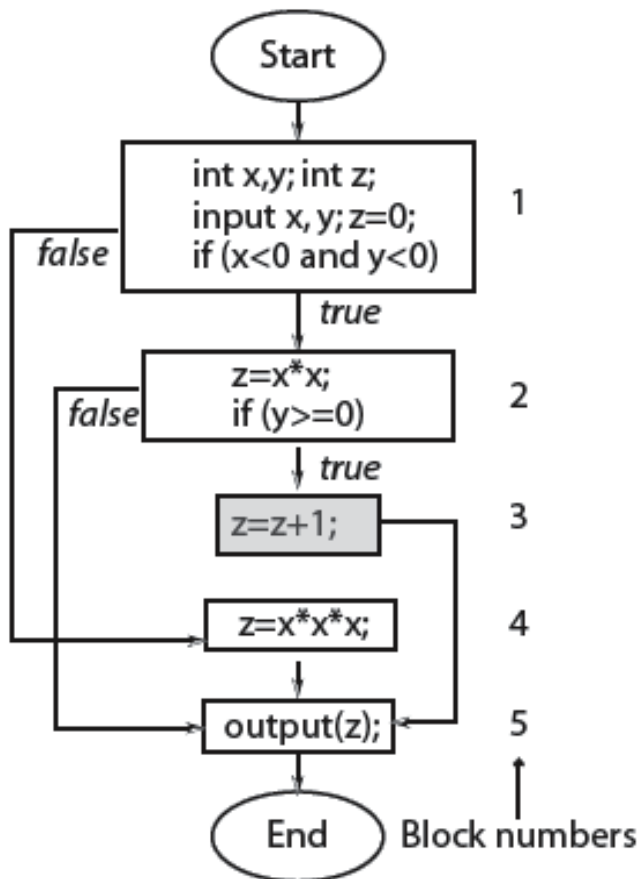 Start
int x,y; int z;
input x, y; z=0;
if (x<0 and y<0)
1
false
true
z=x*x;
if (y>=0)
2
false
true
z=z+1;
3
z=x*x*x;
4
output(z);
5
End
Block numbers